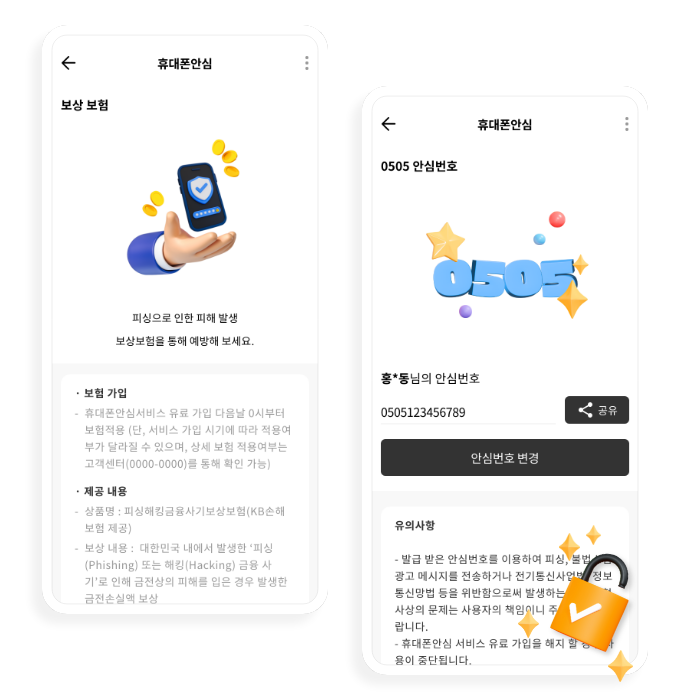 휴대폰안심
보상 보험
피싱으로 인한 피해 발생
보상보험을 통해 예방해 보세요.
· 보험 가입
- 휴대폰안심서비스 유료 가입 다음날 0시부터
보험적용 (단, 서비스 가입 시기에 따라 적용여
부가 달라질 수 있으며, 상세 보험 적용여부는
고객센터(0000-0000)를 통해 확인 가능)
· 제공 내용
- 상품명 : 피싱해킹금융사기보상보험(KB손해
보험 제공)
- 보상 내용 : 대한민국 내에서 발생한 '피싱
(Phishing) 또는 해킹(Hacking) 금융 사
기'로 인해 금전상의 피해를 입은 경우 발생한
금전손실액 보상
휴대폰안심
0505 안심번호
0505
홍*동님의 안심번호
0505123456789
공유
안심번호 변경
유의사항
- 발급 받은 안심번호를 이용하여 피싱, 불법
광고 메시지를 전송하거나 전기통신사업법 정보
통신망법 등을 위반함으로써 발생하는
사상의 문제는 사용자의 책임이니 주
랍니다.
- 휴대폰안심 서비스 유료 가입을 해지 할
용이 중단됩니다.